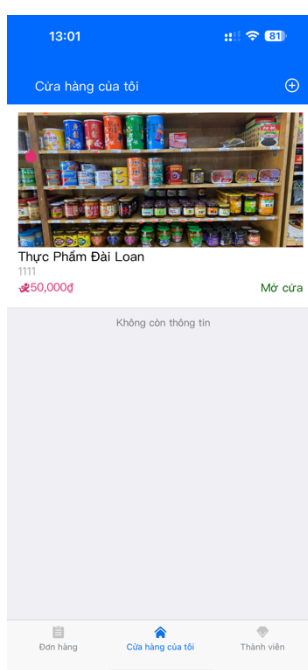 13:01
81
Cửa hàng của tôi
Thực Phẩm Đài Loan
1111
50,000₫
Mở cửa
Không còn thông tin
Đơn hàng
Cửa hàng của tôi
Thành viên